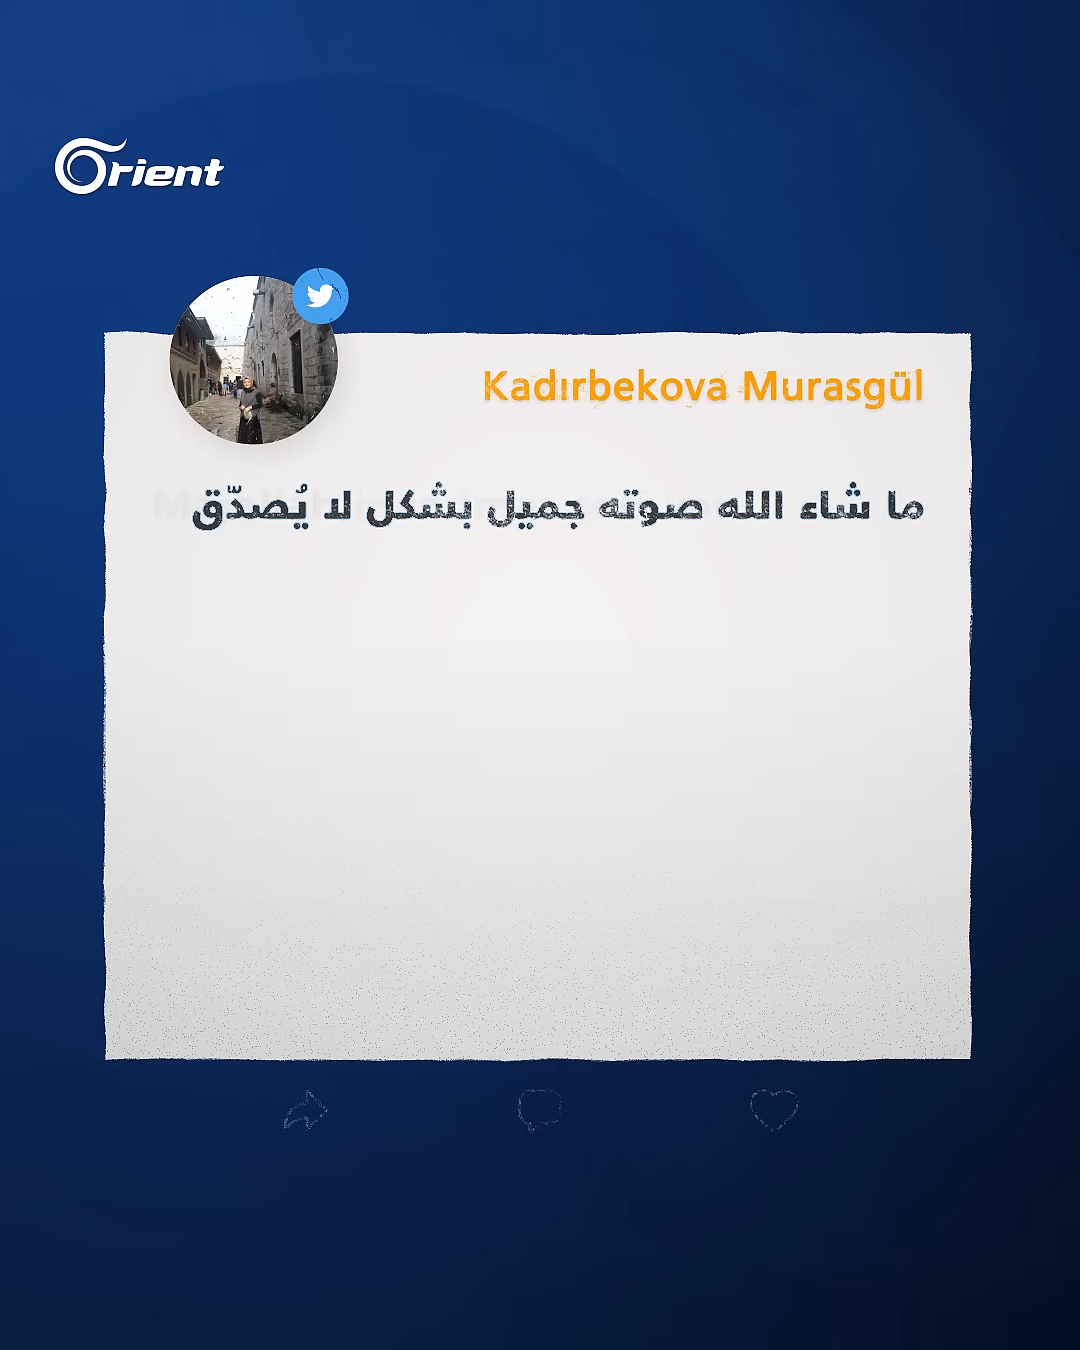 Orient
Kadırbekova Murasgül
ما شاء الله صوته جميل بشكل لا يُصدّق